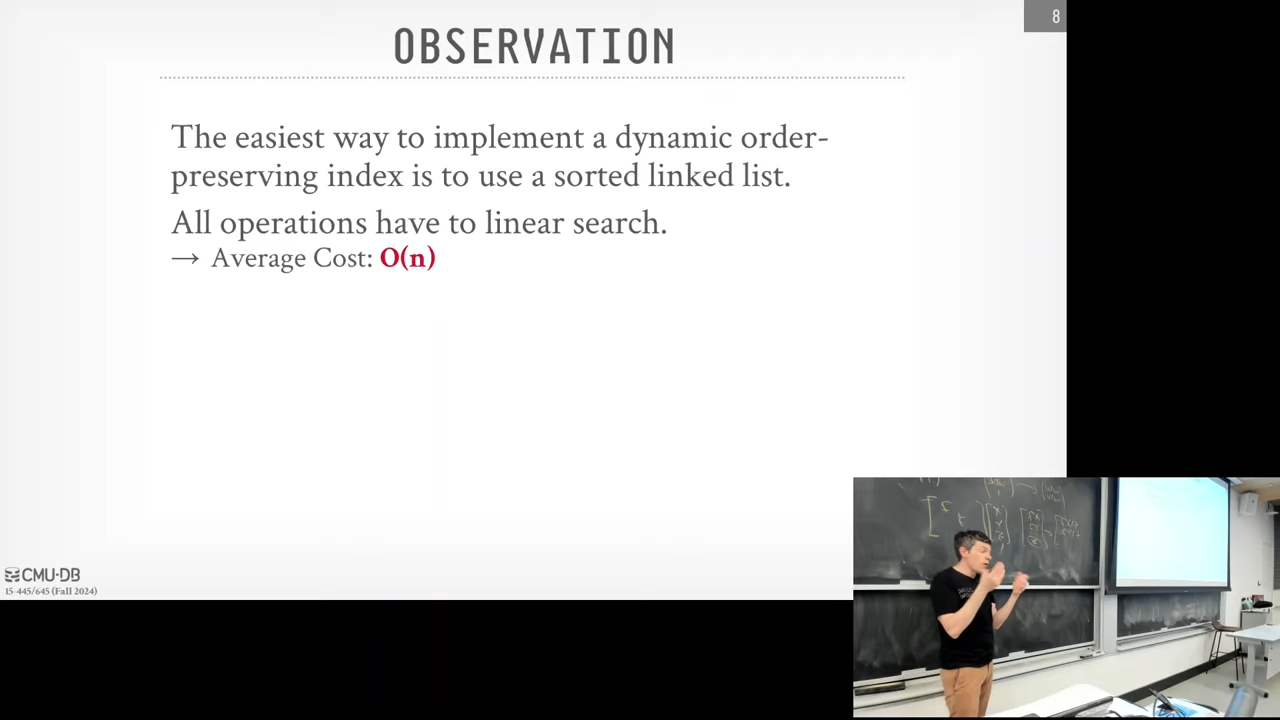 8
OBSERVATION
The easiest way to implement a dynamic order-
preserving index is to use a sorted linked list.
All operations have to linear search.
→ Average Cost: O(n)
CMU·DB
15-445/645 (Fall 2024)